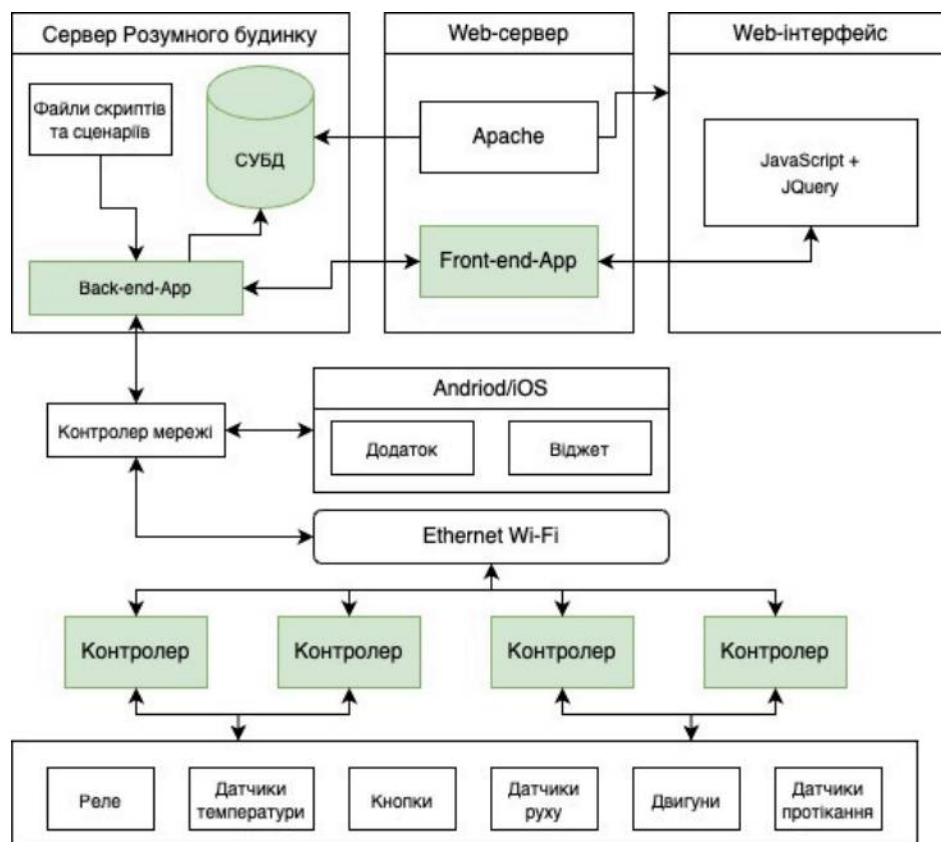 Сервер Розумного будинку
Web-сервер
Web-інтерфейс
Файли скриптів
та сценаріїв
СУБД
Apache
JavaScript +
JQuery
Back-end-App
Front-end-App
Andriod/iOS
Контролер мережі
Додаток
Віджет
Ethernet Wi-Fi
Контролер
Контролер
Контролер
Контролер
Реле
Датчики
температури
Кнопки
Датчики
руху
Двигуни
Датчики
протікання